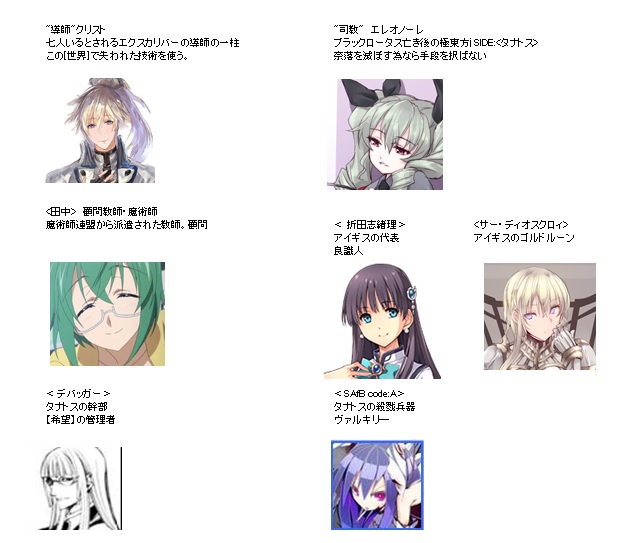 "導師"クリスト
七人いるとされるエクスカリバーの導師の一柱
この[世界]で失われた技術を使う。
"司教" エレオノーレ
ブラックロータス亡き後の極東方i SIDE:<タナトス>
奈落を滅ぼす為なら手段を択ばない
<田中> 顧問教師・魔術師
魔術師連盟から派遣された教師。顧問
< 折田志緒理>
アイギスの代表
良識人
<サー・ディオスクロィ>
アイギスのゴルドルーン
< デバッガー >
タナトスの幹部
【希望】の管理者
< SAfB code:A>
タナトスの殺戮兵器
ヴァルキリー